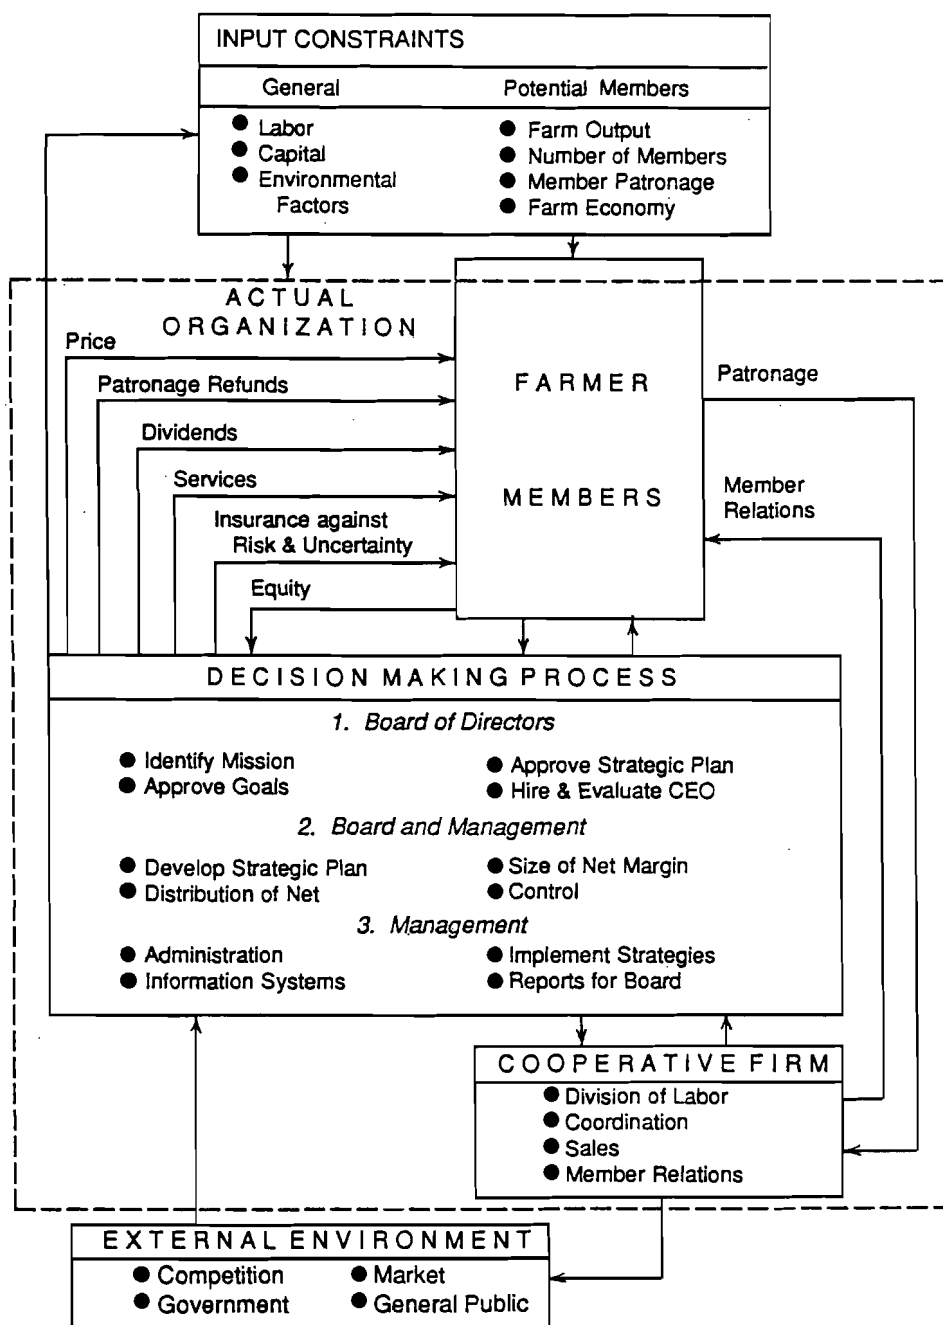 INPUT CONSTRAINTS
General
Potential Members
● Labor
● Capital
● Environmental
Factors
● Farm Output
● Number of Members
● Member Patronage
● Farm Economy
ACTUAL
ORGANIZATION
Price
Patronage Refunds
Dividends
Services
Insurance against
Risk & Uncertainty
Equity
FARMER
MEMBERS
Patronage
Member
Relations
DECISION MAKING PROCESS
1. Board of Directors
● Identify Mission
● Approve Goals
● Approve Strategic Plan
● Hire & Evaluate CEO
2. Board and Management
● Develop Strategic Plan
● Distribution of Net
● Size of Net Margin
● Control
3. Management
● Administration
● Information Systems
● Implement Strategies
● Reports for Board
COOPERATIVE FIRM
● Division of Labor
● Coordination
● Sales
● Member Relations
EXTERNAL ENVIRONMENT
● Competition
● Government
● Market
● General Public